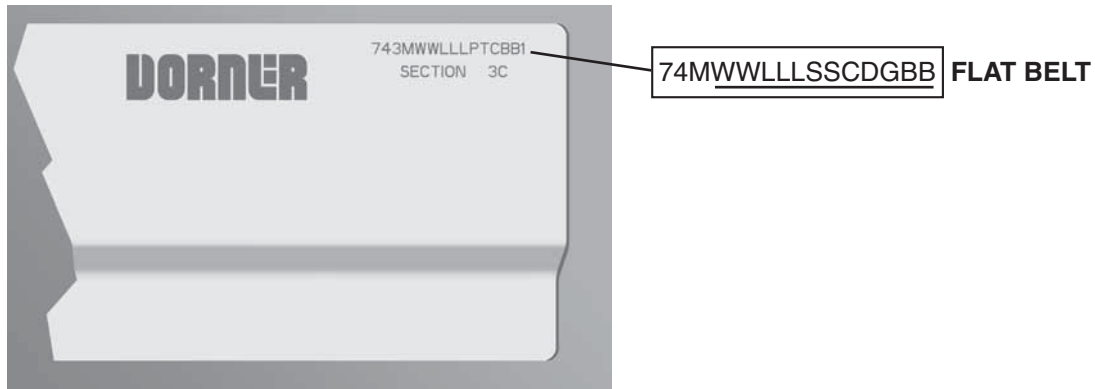 DORNER
743MWWLLLPTCBB1
SECTION 3C
74MWWLLLSSCDGBB FLAT BELT